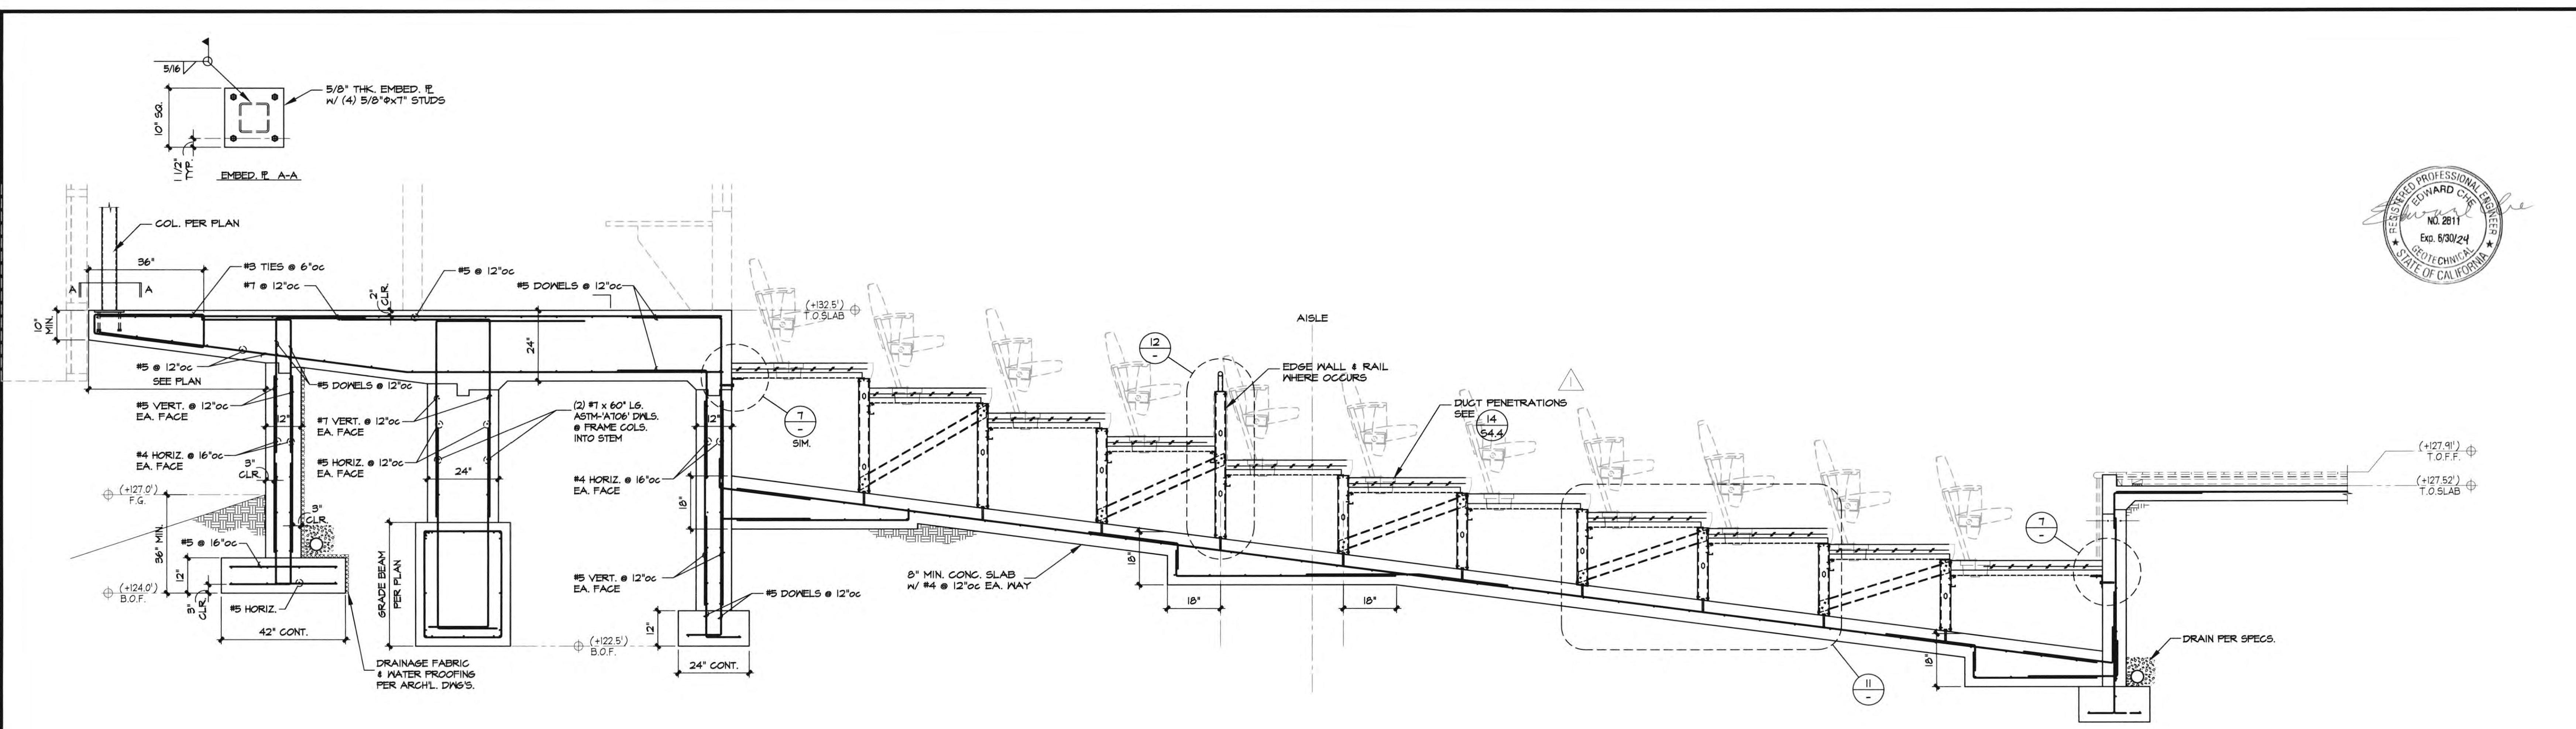 5/16
5/8" THK. EMBED. PL
W/ (4) 5/8"Φx7" STUDS
10" SQ.
1 1/2"
TYP.
EMBED. PL A-A
COL. PER PLAN
36"
#3 TIES @ 6"oc
#7 @ 12"oc
2"
CLR.
#5 @ 12"oc
#5 DOWELS @ 12"oc
A
A
10"
MIN.
24"
(+132.5')
T.O.SLAB
#5 @ 12"oc
SEE PLAN
#5 DOWELS @ 12"oc
#5 VERT. @ 12"oc
EA. FACE
12"
#7 VERT. @ 12"oc
EA. FACE
(2) #7 x 60" LG.
ASTM-'A706' DWLS.
@ FRAME COLS.
INTO STEM
12"
7
-
SIM.
#4 HORIZ. @ 16"oc
EA. FACE
3"
CLR.
#5 HORIZ. @ 12"oc
EA. FACE
24"
#4 HORIZ. @ 16"oc
EA. FACE
18"
(+127.0')
F.G.
36" MIN.
3"
CLR.
#5 @ 16"oc
12"
(+124.0')
B.O.F.
3"
CLR.
#5 HORIZ.
42" CONT.
GRADE BEAM
PER PLAN
DRAINAGE FABRIC
& WATER PROOFING
PER ARCH'L. DWG'S.
#5 VERT. @ 12"oc
EA. FACE
#5 DOWELS @ 12"oc
12"
(+122.5')
B.O.F.
24" CONT.
8" MIN. CONC. SLAB
W/ #4 @ 12"oc EA. WAY
12
-
AISLE
EDGE WALL & RAIL
WHERE OCCURS
1
DUCT PENETRATIONS
SEE
14
S4.4
18"
18"
18"
11
-
18"
7
-
(+127.91')
T.O.F.F.
(+127.52')
T.O.SLAB
DRAIN PER SPECS.
REGISTERED PROFESSIONAL ENGINEER
EDWARD CHE
NO. 2811
Exp. 6/30/24
GEOTECHNICAL
STATE OF CALIFORNIA
Edward Che